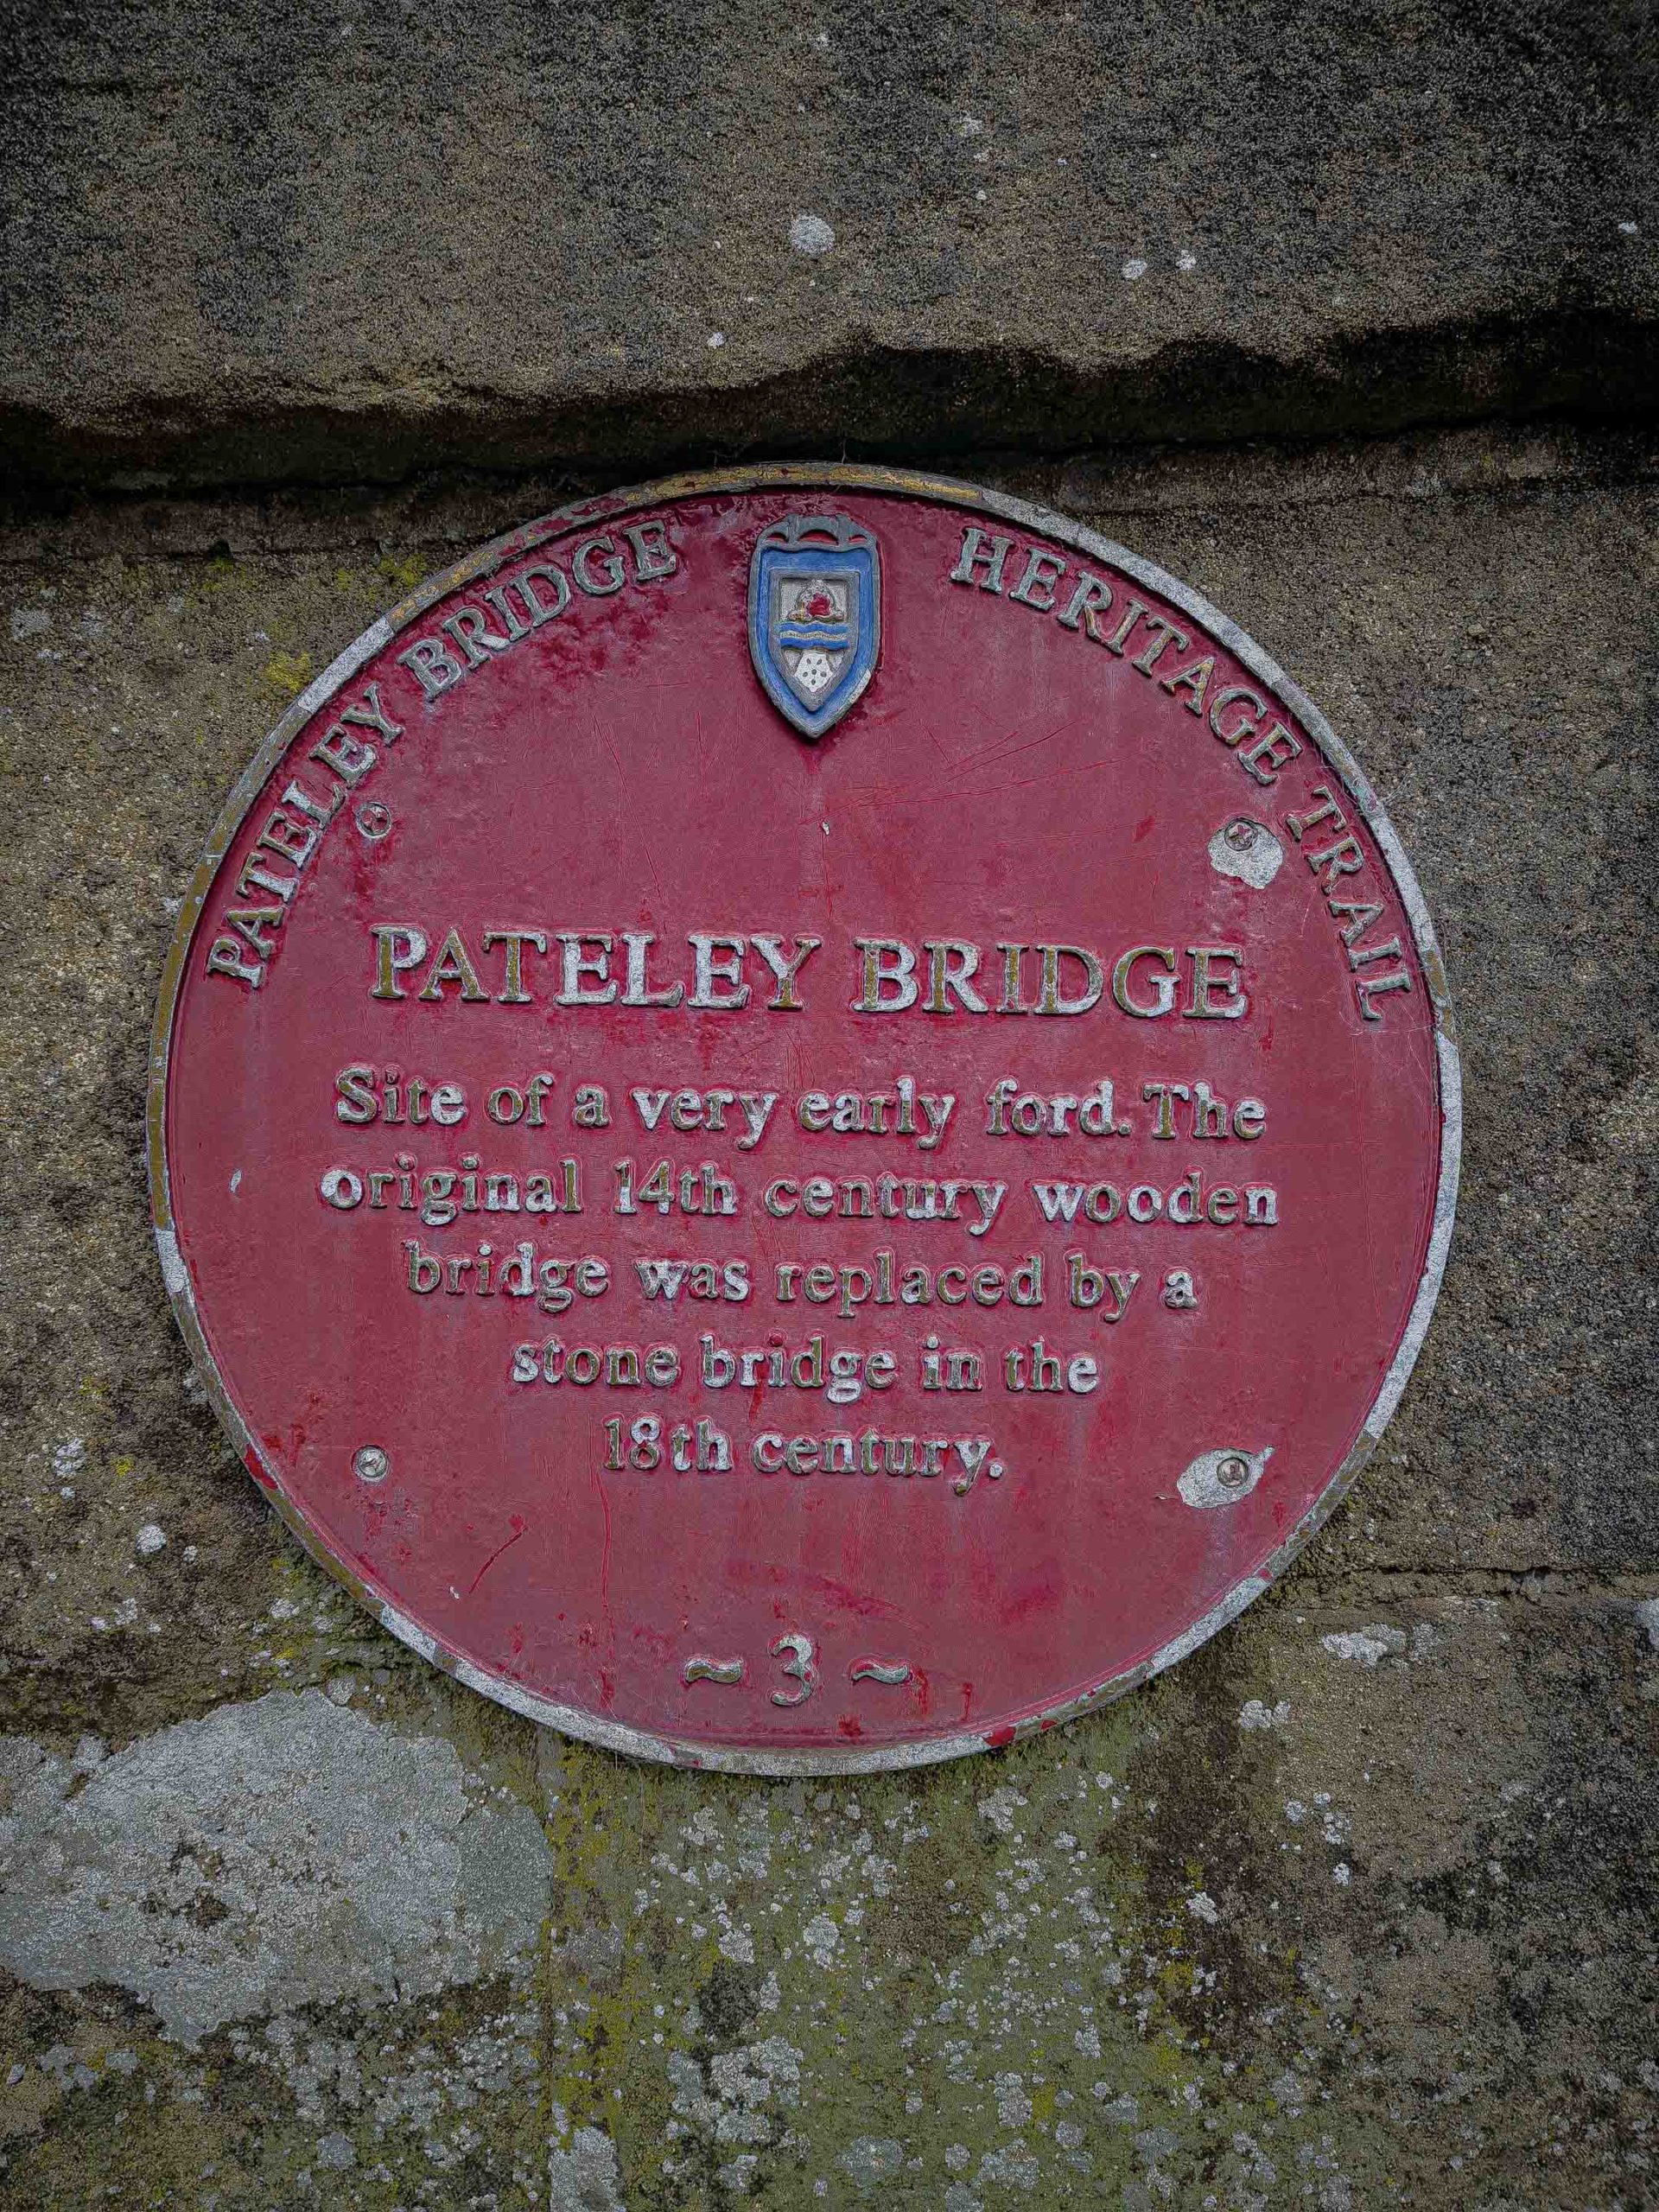 PATELEY BRIDGE HERITAGE TRAIL
PATELEY BRIDGE
Site of a very early ford. The
original 14th century wooden
bridge was replaced by a
stone bridge in the
18th century.
~ 3 ~